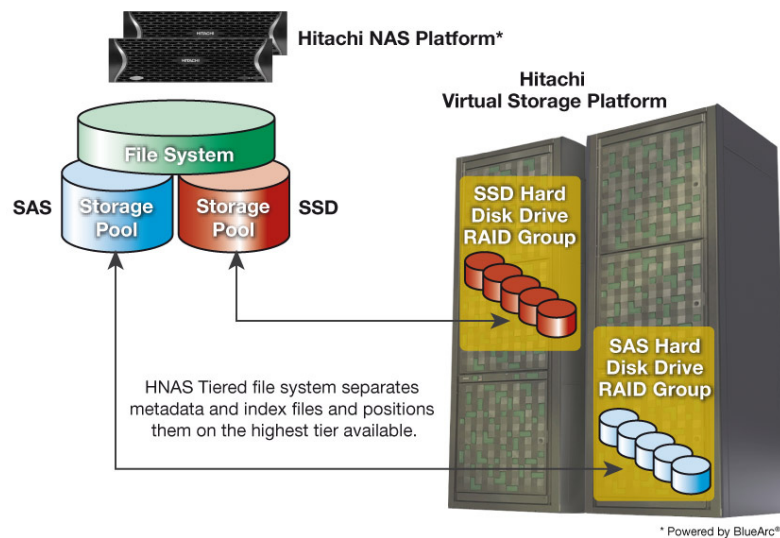 HITACHI
HITACHI
Hitachi NAS Platform*
Hitachi
Virtual Storage Platform
File System
SAS
Storage
Pool
Storage
Pool
SSD
SSD Hard
Disk Drive
RAID Group
SAS Hard
Disk Drive
RAID Group
HNAS Tiered file system separates
metadata and index files and positions
them on the highest tier available.
* Powered by BlueArc®